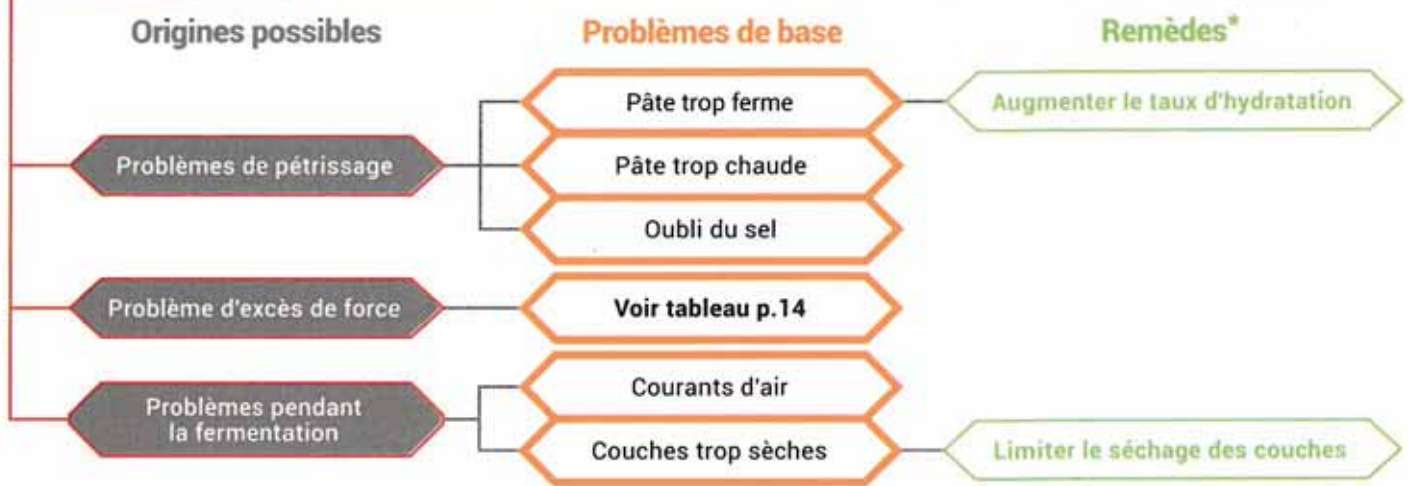 Origines possibles
Problèmes de base
Remèdes*
Pâte trop ferme
Augmenter le taux d'hydratation
Problèmes de pétrissage
Pâte trop chaude
Oubli du sel
Problème d'excès de force
Voir tableau p.14
Problèmes pendant
la fermentation
Courants d'air
Couches trop sèches
Limiter le séchage des couches